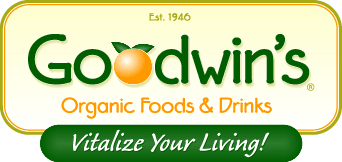 Est. 1946
Goodwin's®
Organic Foods & Drinks
Vitalize Your Living!